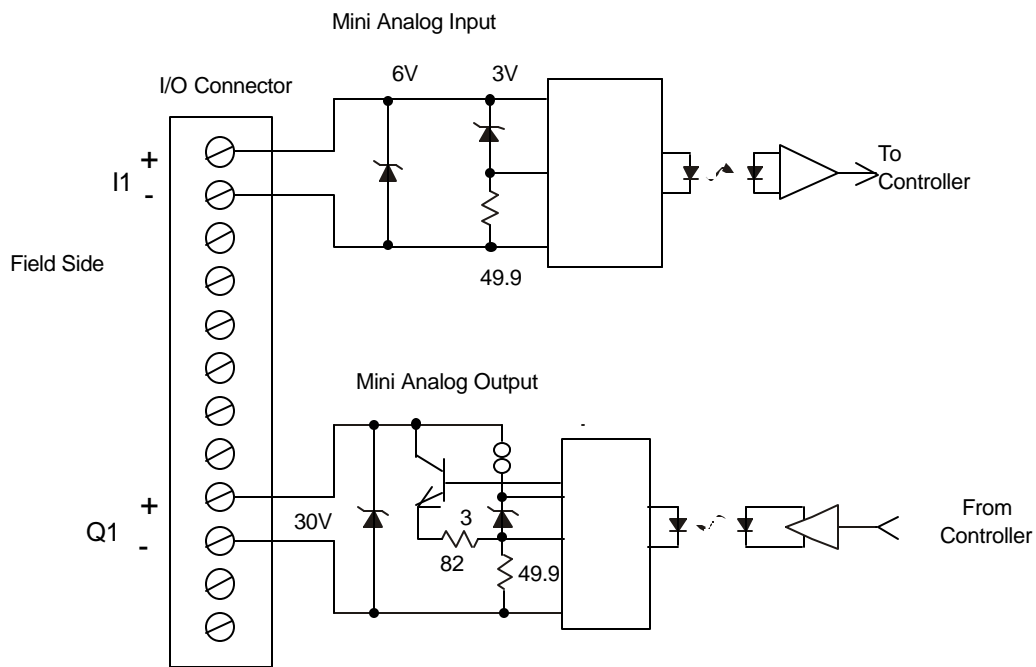 Mini Analog Input
6V 3V
I/O Connector
+
I1
-
To
Controller
Field Side
49.9
Mini Analog Output
+
Q1
-
30V
3
82
49.9
From
Controller